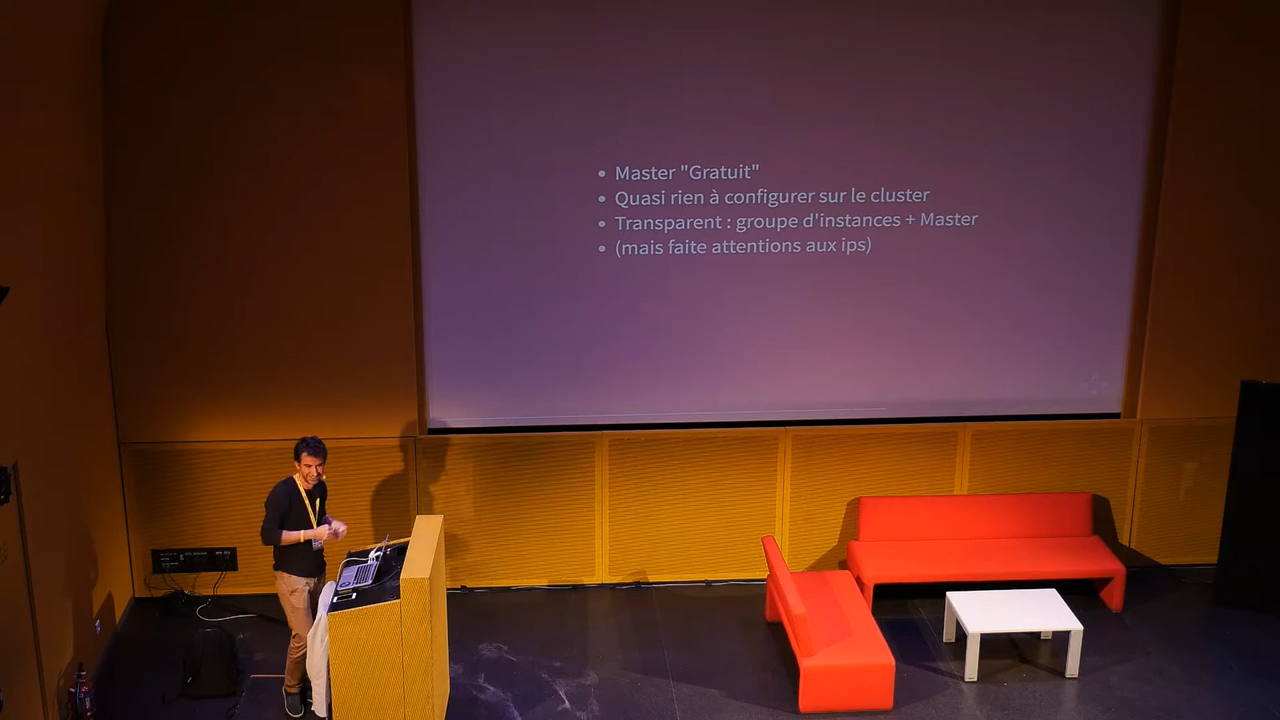 Master "Gratuit"
Quasi rien à configurer sur le cluster
Transparent : groupe d'instances + Master
(mais faite attentions aux ips)